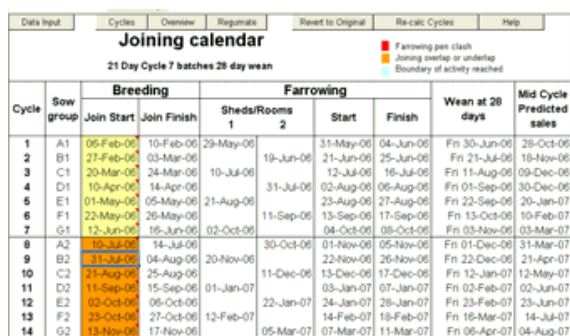 Data Input Cycles Overview Regumate Revert to Original Re-calc Cycles Help
Joining calendar
21 Day Cycle 7 batches 28 day wean
Farrowing pen clash
Joining overlap or underlap
Boundary of activity reached
Breeding Farrowing
Cycle Sow group Join Start Join Finish Sheds/Rooms 1 2 Start Finish Wean at 28 days Mid Cycle Predicted sales
1 A1 06-Feb-06 10-Feb-06 29-May-06 31-May-06 04-Jun-06 Fri 30-Jun-06 28-Oct-06
2 B1 27-Feb-06 03-Mar-06 19-Jun-06 21-Jun-06 25-Jun-06 Fri 21-Jul-06 18-Nov-06
3 C1 20-Mar-06 24-Mar-06 10-Jul-06 12-Jul-06 16-Jul-06 Fri 11-Aug-06 09-Dec-06
4 D1 10-Apr-06 14-Apr-06 31-Jul-06 02-Aug-06 06-Aug-06 Fri 01-Sep-06 30-Dec-06
5 E1 01-May-06 05-May-06 21-Aug-06 23-Aug-06 27-Aug-06 Fri 22-Sep-06 20-Jan-07
6 F1 22-May-06 26-May-06 11-Sep-06 13-Sep-06 17-Sep-06 Fri 13-Oct-06 10-Feb-07
7 G1 12-Jun-06 16-Jun-06 02-Oct-06 04-Oct-06 08-Oct-06 Fri 03-Nov-06 03-Mar-07
8 A2 10-Jul-06 14-Jul-06 30-Oct-06 01-Nov-06 05-Nov-06 Fri 01-Dec-06 31-Mar-07
9 B2 31-Jul-06 04-Aug-06 20-Nov-06 22-Nov-06 26-Nov-06 Fri 22-Dec-06 21-Apr-07
10 C2 21-Aug-06 25-Aug-06 11-Dec-06 13-Dec-06 17-Dec-06 Fri 12-Jan-07 12-May-07
11 D2 11-Sep-06 15-Sep-06 01-Jan-07 03-Jan-07 07-Jan-07 Fri 02-Feb-07 02-Jun-07
12 E2 02-Oct-06 06-Oct-06 22-Jan-07 24-Jan-07 28-Jan-07 Fri 23-Feb-07 23-Jun-07
13 F2 23-Oct-06 27-Oct-06 12-Feb-07 14-Feb-07 18-Feb-07 Fri 16-Mar-07 14-Jul-07
14 G2 13-Nov-06 17-Nov-06 05-Mar-07 07-Mar-07 11-Mar-07 Fri 06-Apr-07 04-Aug-07